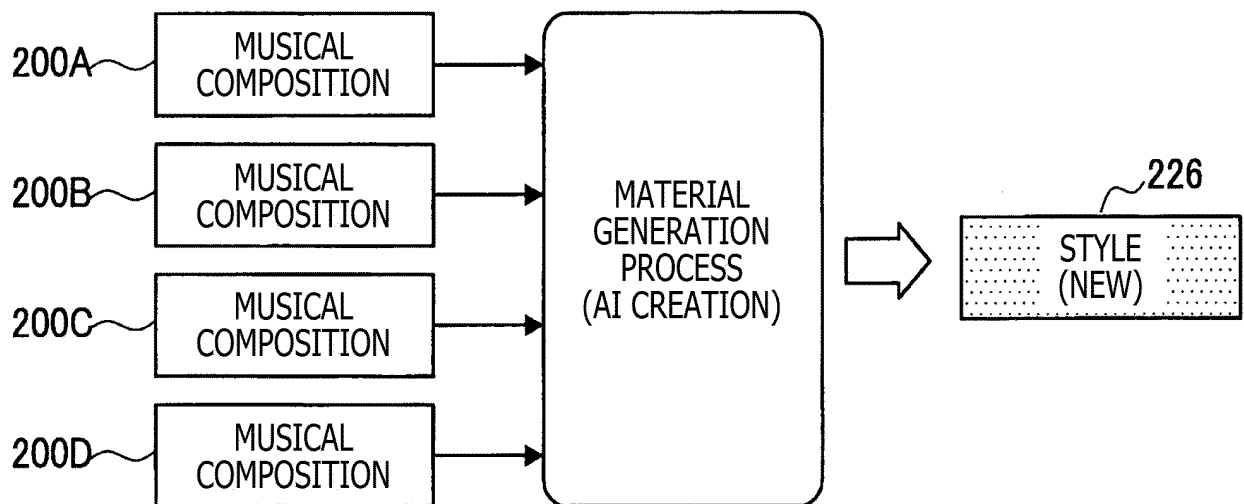 200A
MUSICAL
COMPOSITION
200B
MUSICAL
COMPOSITION
200C
MUSICAL
COMPOSITION
200D
MUSICAL
COMPOSITION
MATERIAL
GENERATION
PROCESS
(AI CREATION)
226
STYLE
(NEW)